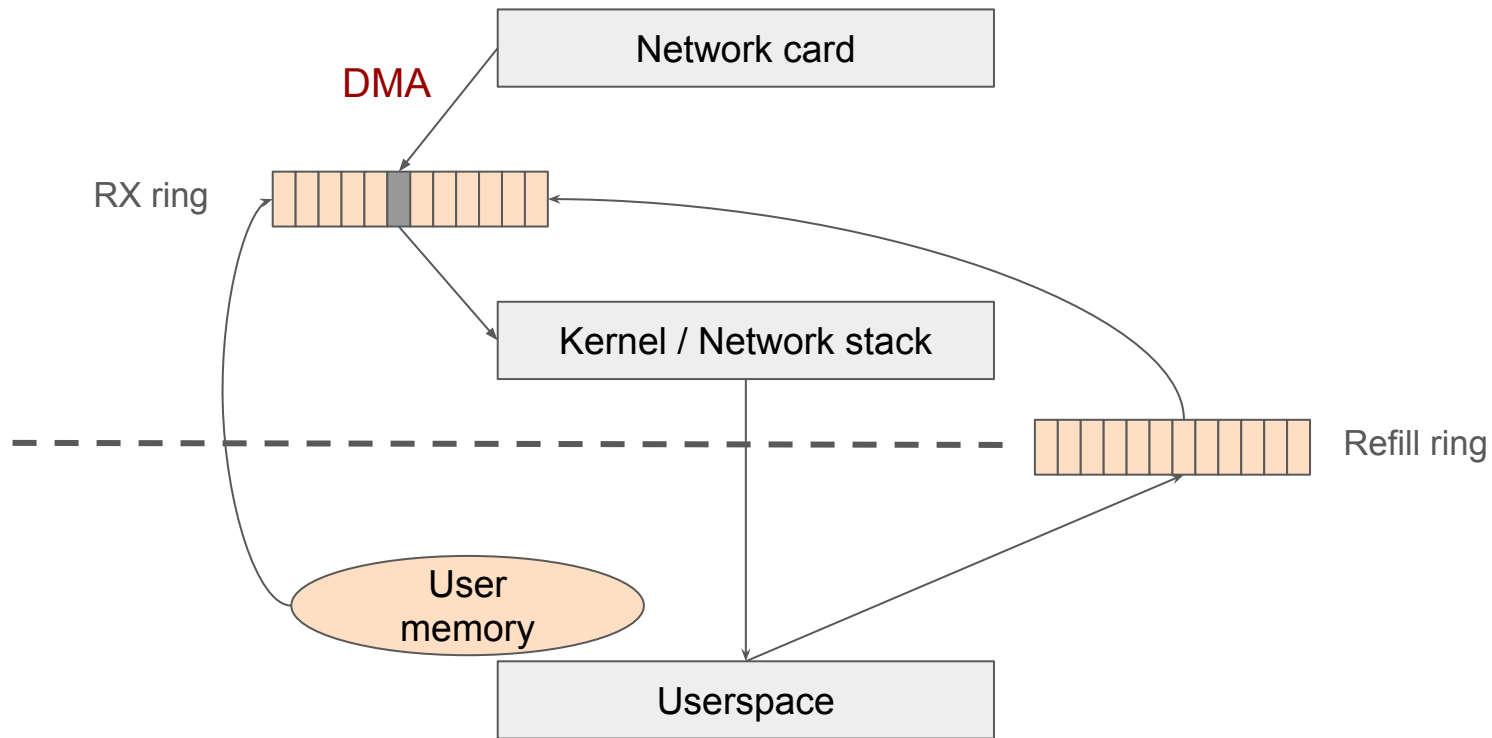 Network card
DMA
RX ring
Kernel / Network stack
Refill ring
User
memory
Userspace